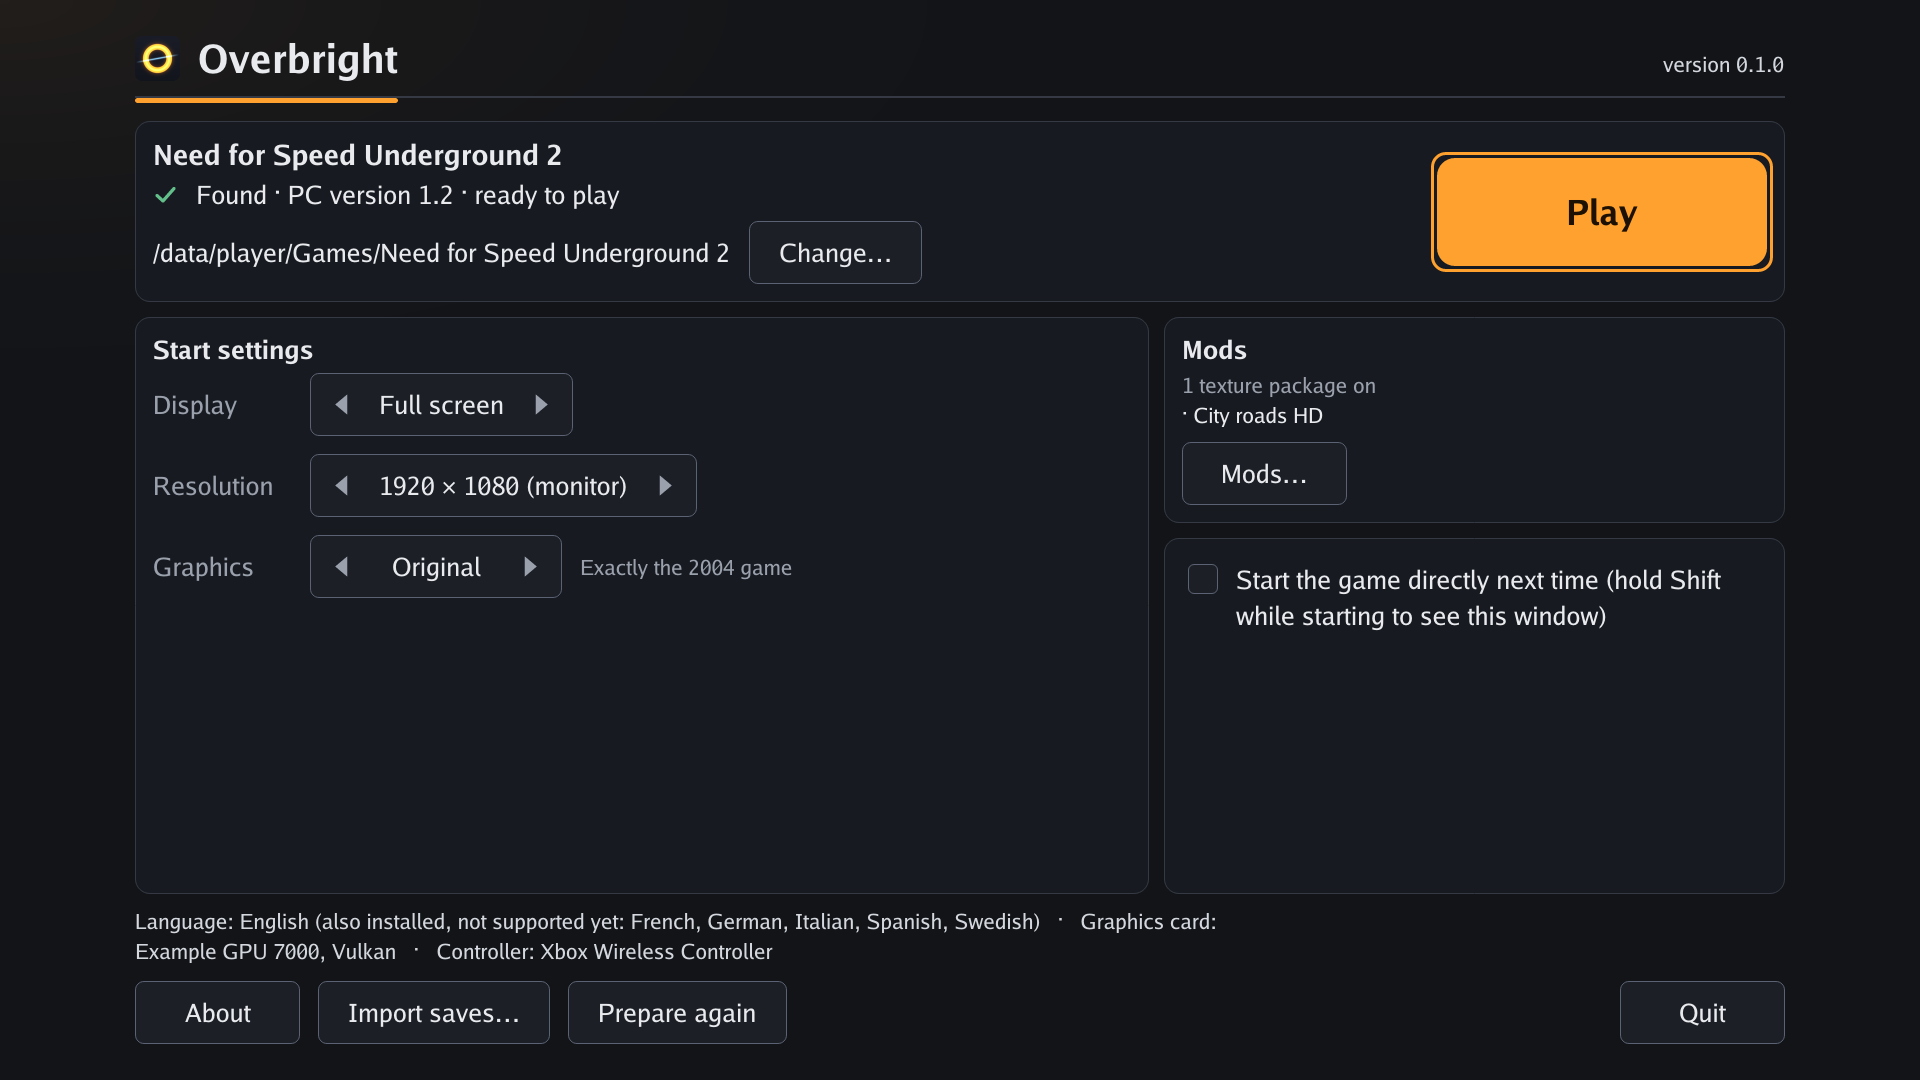 Overbright
version 0.1.0
Need for Speed Underground 2
Found · PC version 1.2 · ready to play
/data/player/Games/Need for Speed Underground 2
Change...
Play
Start settings
Display
Full screen
Resolution
1920 × 1080 (monitor)
Graphics
Original
Exactly the 2004 game
Mods
1 texture package on
· City roads HD
Mods...
Start the game directly next time (hold Shift
while starting to see this window)
Language: English (also installed, not supported yet: French, German, Italian, Spanish, Swedish) · Graphics card:
Example GPU 7000, Vulkan · Controller: Xbox Wireless Controller
About
Import saves...
Prepare again
Quit